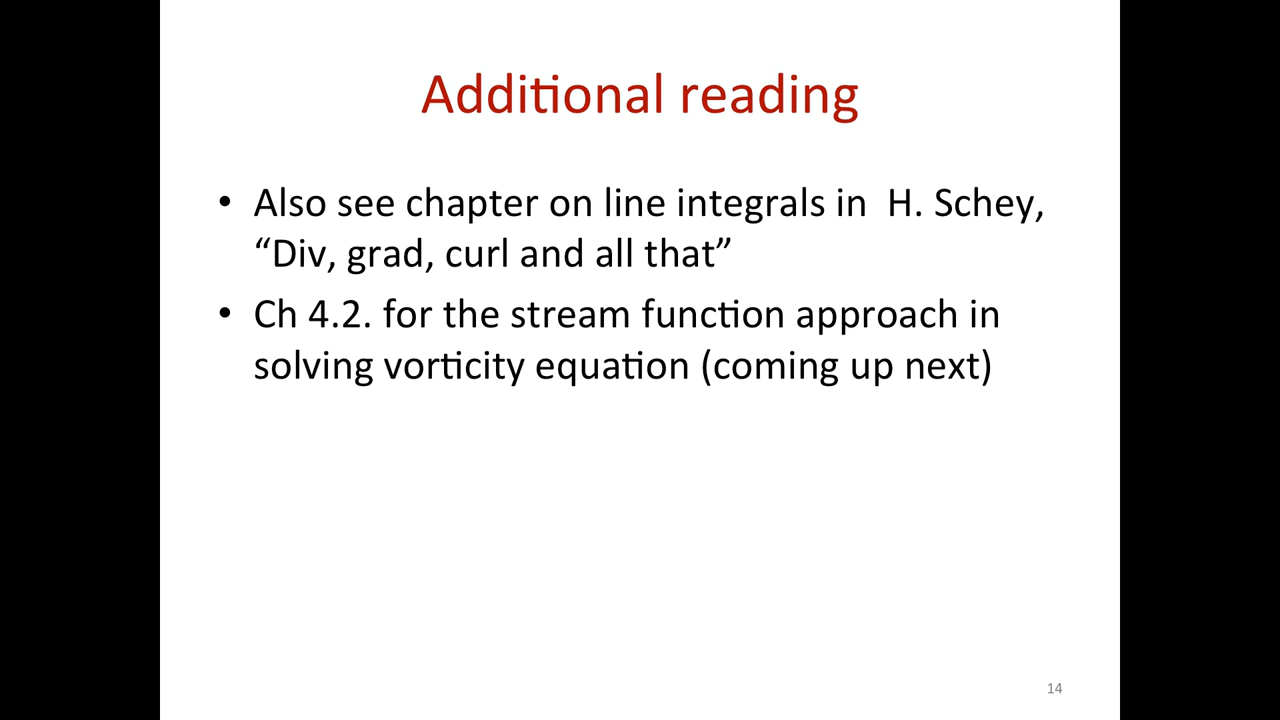 Additional reading
• Also see chapter on line integrals in  H. Schey,
“Div, grad, curl and all that”
• Ch 4.2. for the stream function approach in
solving vorticity equation (coming up next)
14